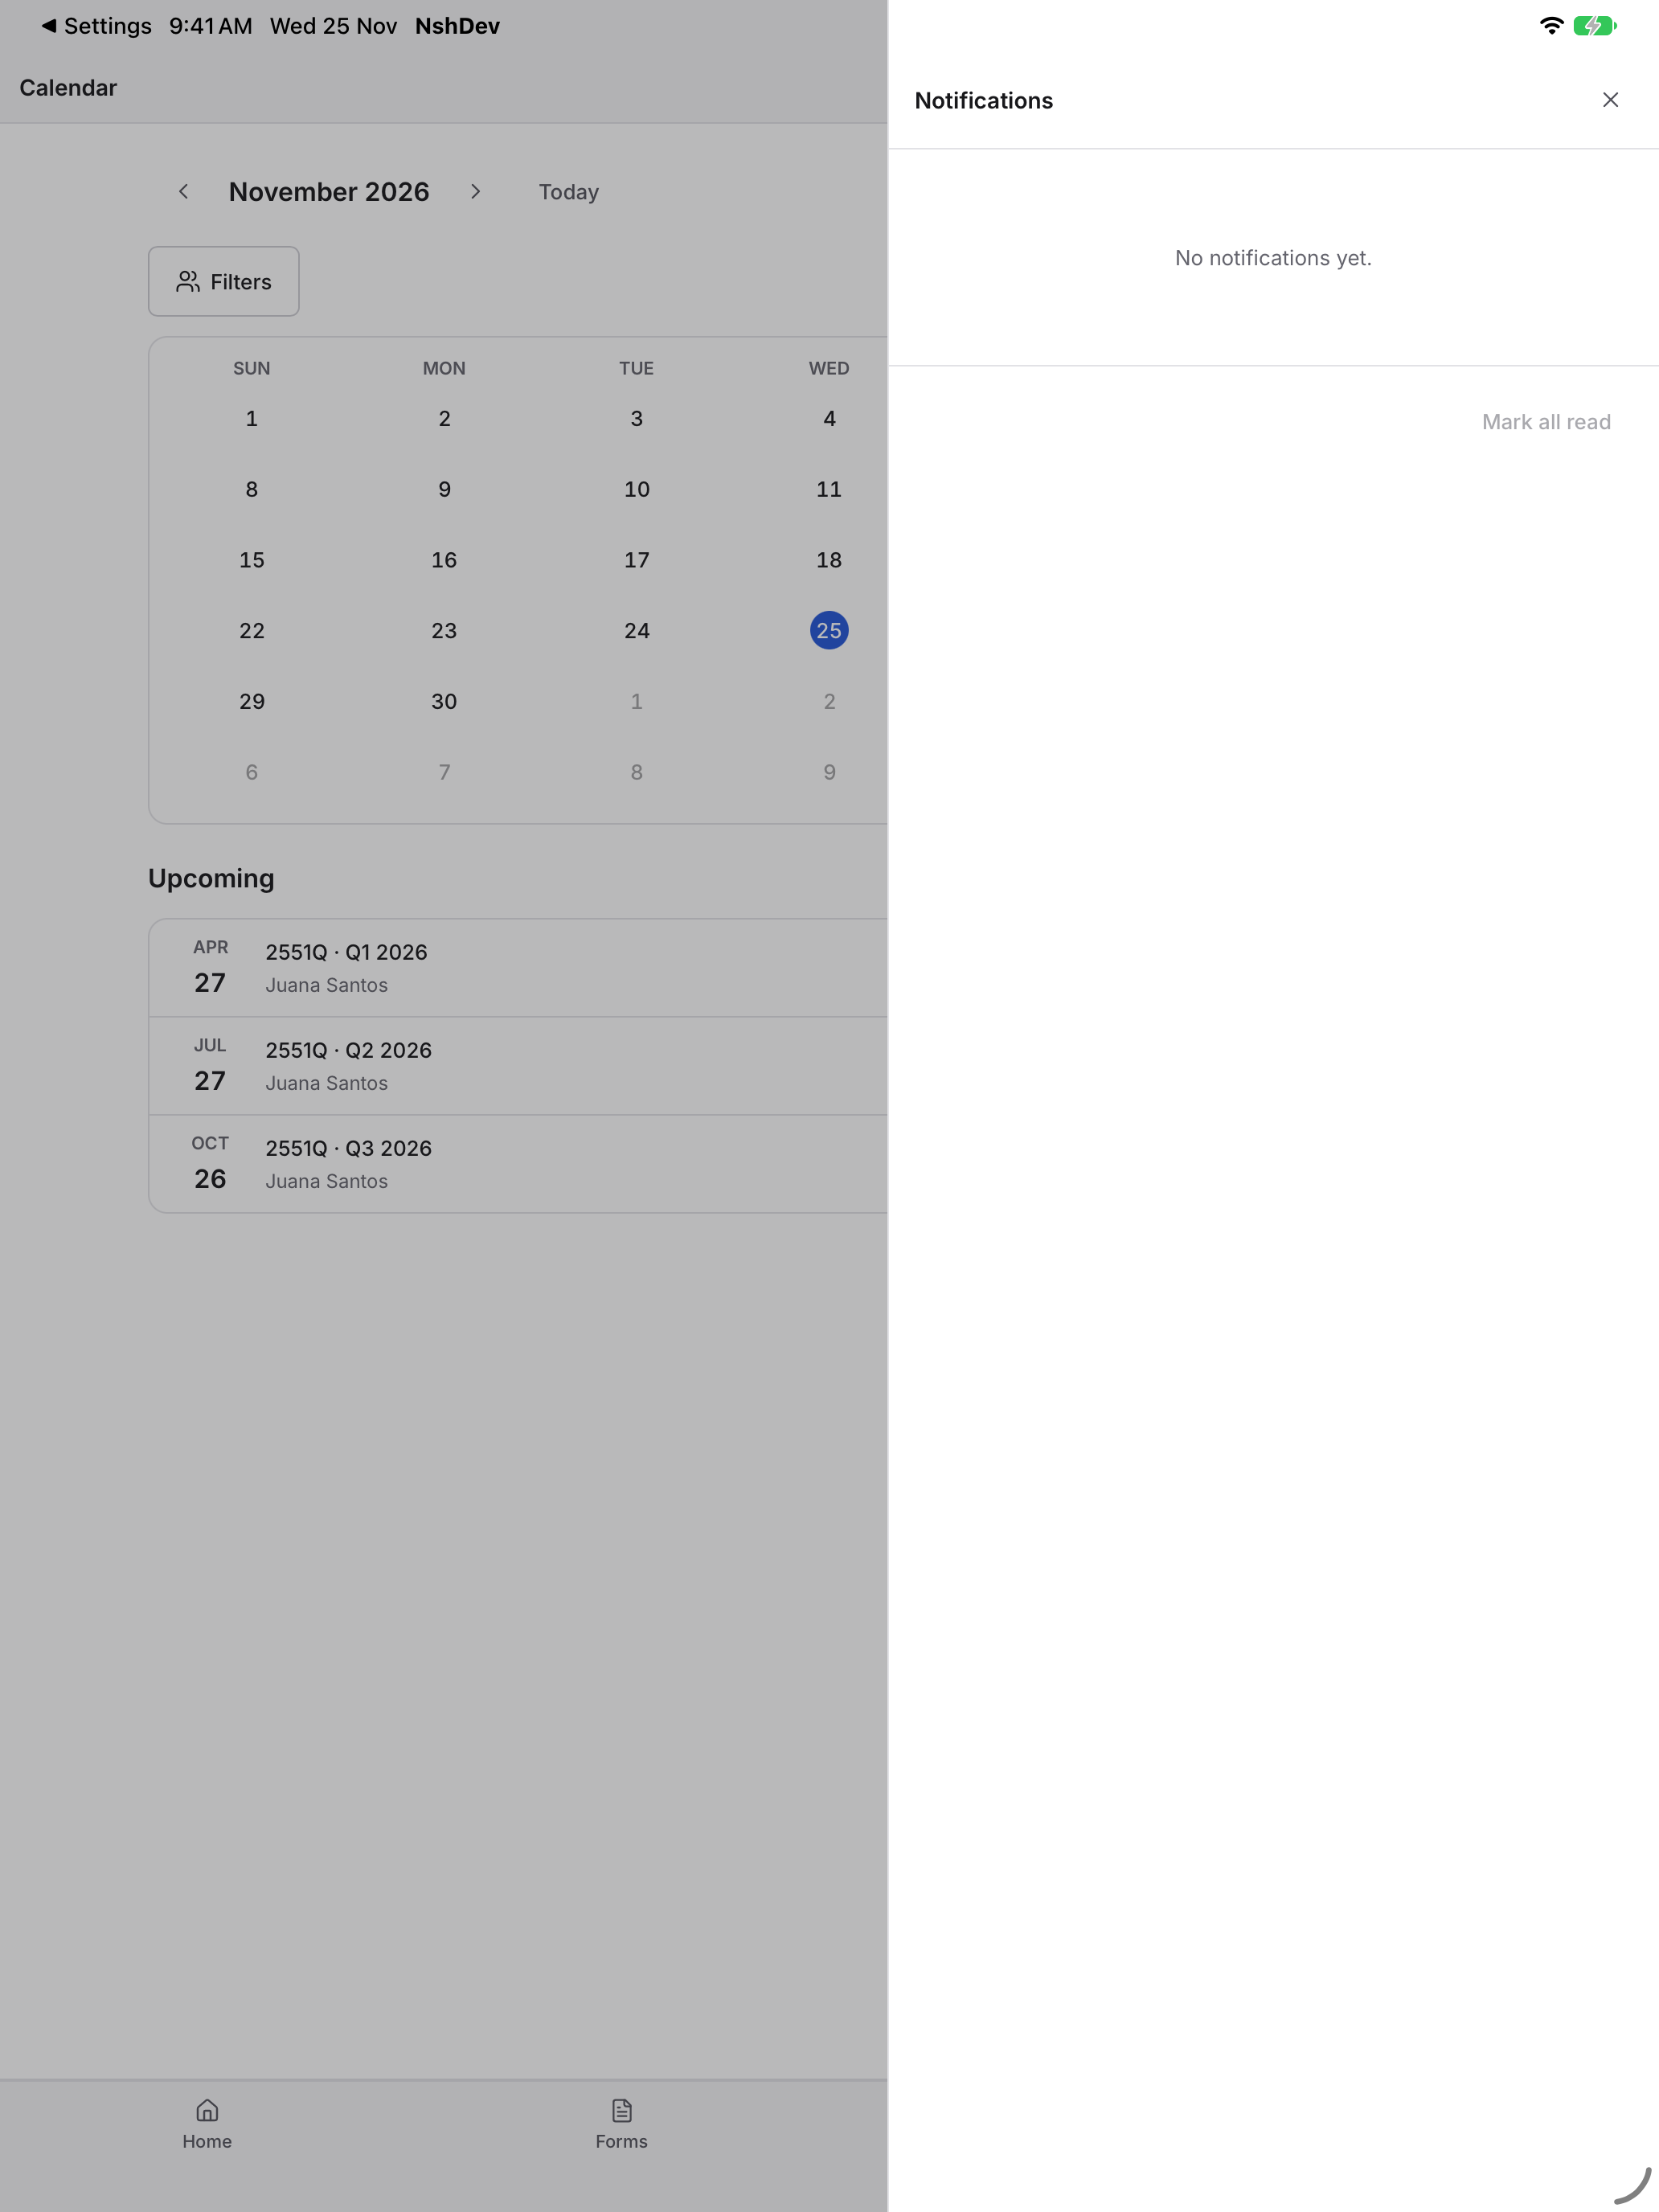 Settings 9:41 AM Wed 25 Nov NshDev
Calendar
November 2026 Today
Filters
SUN MON TUE WED
1 2 3 4
8 9 10 11
15 16 17 18
22 23 24 25
29 30 1 2
6 7 8 9
Upcoming
APR
27
2551Q · Q1 2026
Juana Santos
JUL
27
2551Q · Q2 2026
Juana Santos
OCT
26
2551Q · Q3 2026
Juana Santos
Home Forms
Notifications
No notifications yet.
Mark all read